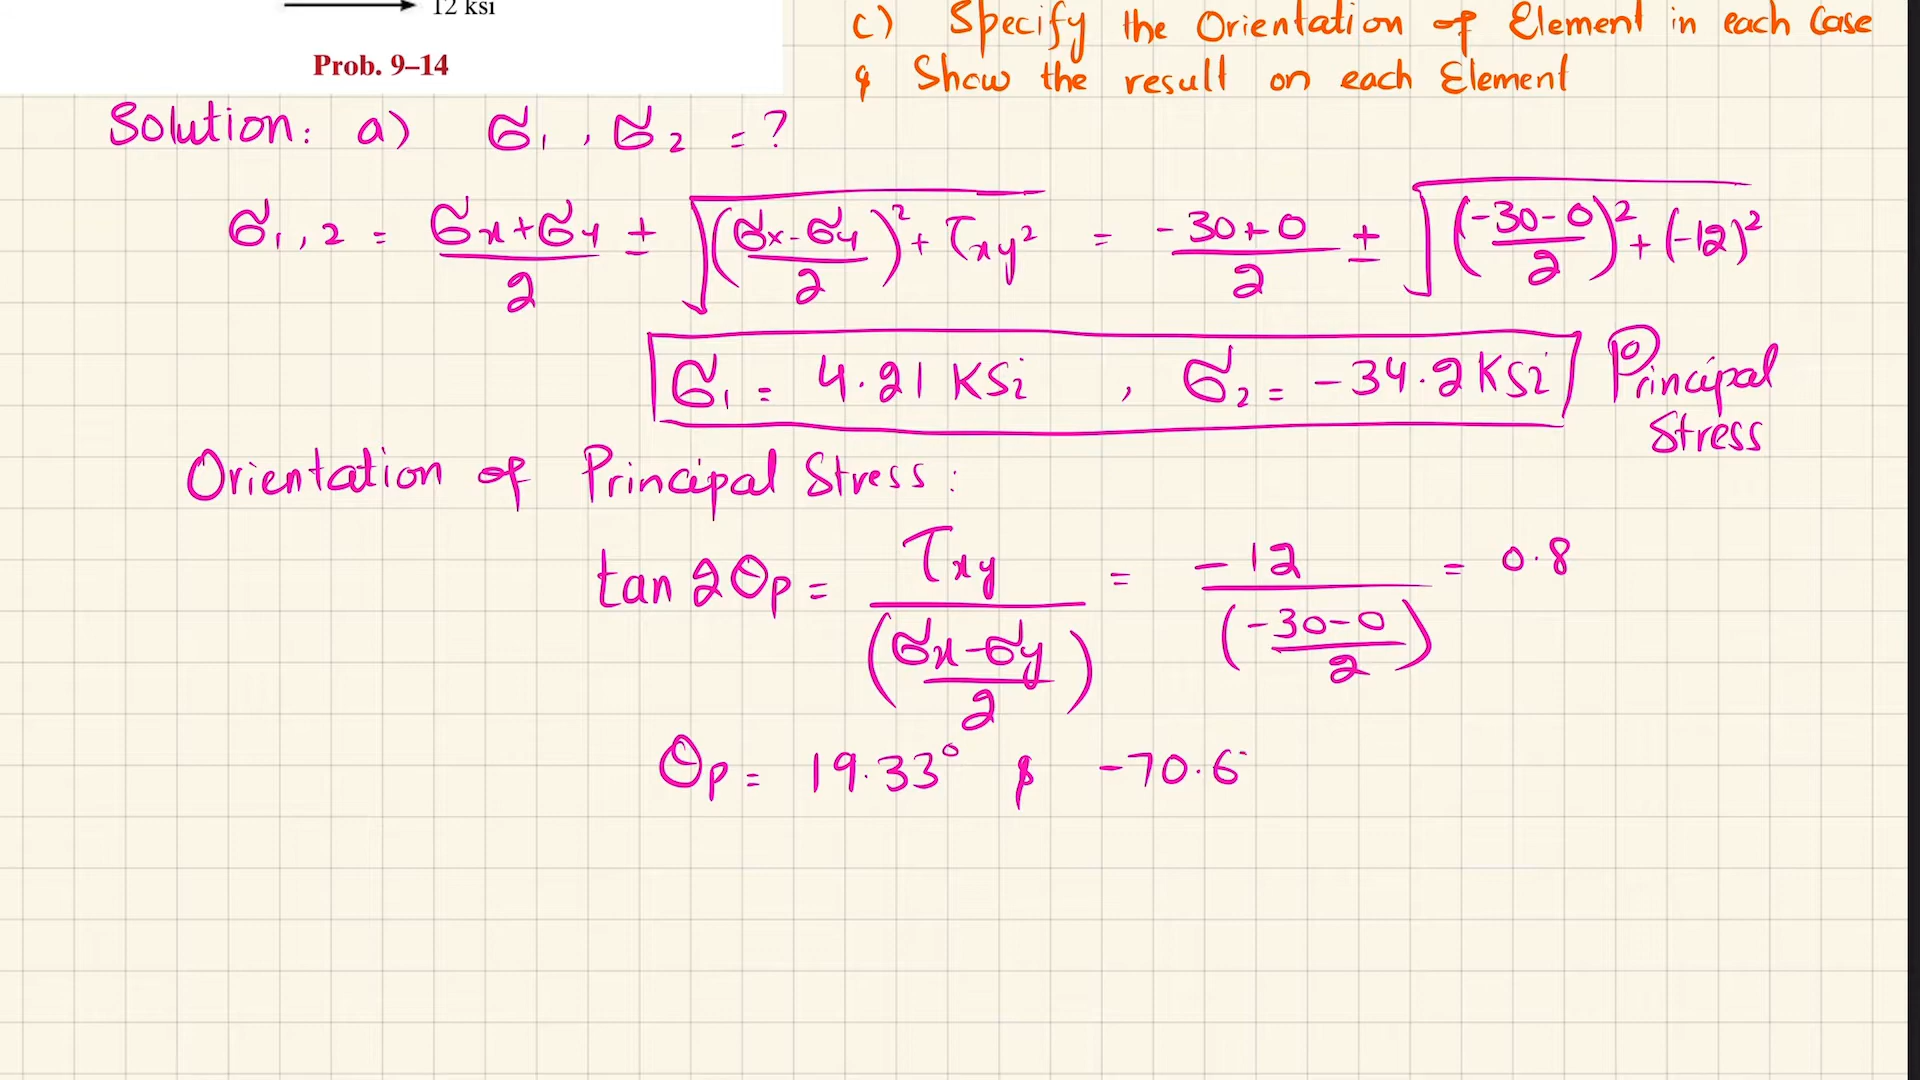 12 ksi
Prob. 9–14
c) Specify the Orientation of Element in each Case
& Show the result on each Element
Solution: a) σ₁ , σ₂ = ?
σ₁,₂ = (σx+σy)/2 ± √(((σx-σy)/2)² + τxy²) = (-30+0)/2 ± √(((-30-0)/2)² + (-12)²)
σ₁ = 4.21 KSi , σ₂ = -34.2 KSi Principal
Stress
Orientation of Principal Stress:
tan 2θp = τxy/((σx-σy)/2) = -12/((-30-0)/2) = 0.8
θp = 19.33° & -70.6